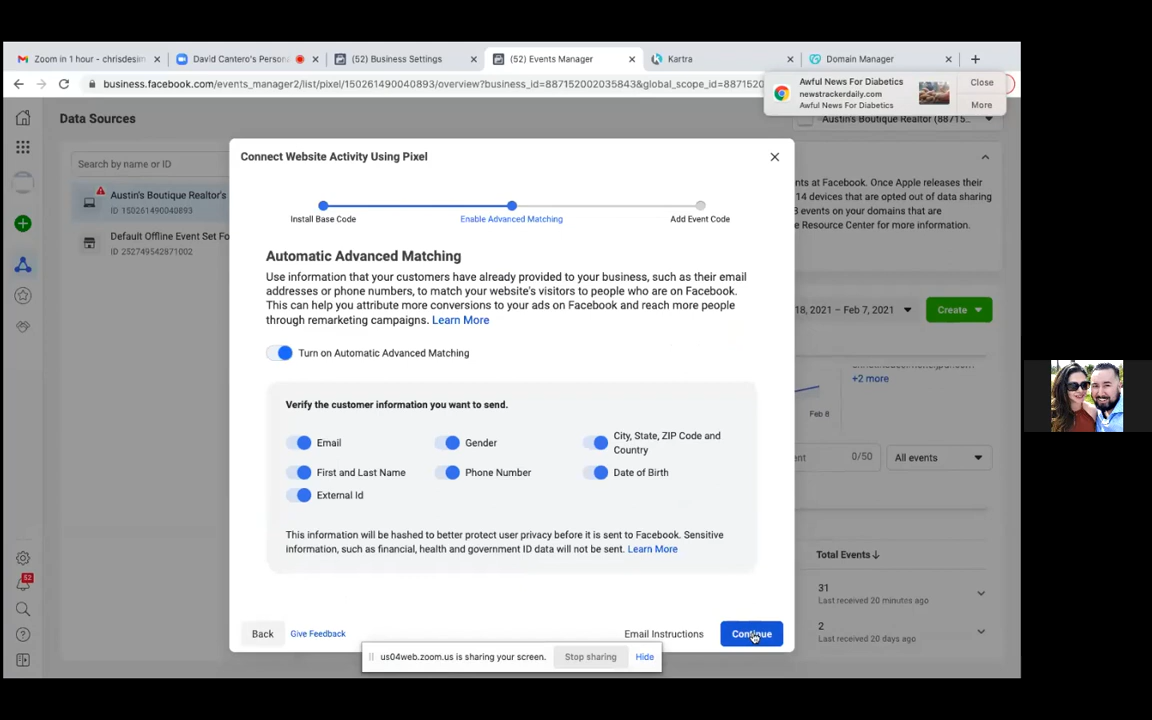 Zoom in 1 hour - chrisdesim
David Cantero's Persona
(52) Business Settings
(52) Events Manager
Kartra
Domain Manager
business.facebook.com/events_manager2/list/pixel/150261490040893/overview?business_id=887152002035843&global_scope_id=8871520
Awful News For Diabetics
newstrackerdaily.com
Awful News For Diabetics
Close
More
Data Sources
Austin's Boutique Realtor (88715...
Search by name or ID
Austin's Boutique Realtor's
ID 150261490040893
Default Offline Event Set Fo
ID 252749542871002
Connect Website Activity Using Pixel
Install Base Code
Enable Advanced Matching
Add Event Code
Automatic Advanced Matching
Use information that your customers have already provided to your business, such as their email
addresses or phone numbers, to match your website's visitors to people who are on Facebook.
This can help you attribute more conversions to your ads on Facebook and reach more people
through remarketing campaigns. Learn More
Turn on Automatic Advanced Matching
Verify the customer information you want to send.
Email
Gender
City, State, ZIP Code and
Country
First and Last Name
Phone Number
Date of Birth
External Id
This information will be hashed to better protect user privacy before it is sent to Facebook. Sensitive
information, such as financial, health and government ID data will not be sent. Learn More
Back
Give Feedback
Email Instructions
Continue
nts at Facebook. Once Apple releases their
14 devices that are opted out of data sharing
events on your domains that are
e Resource Center for more information.
18, 2021 – Feb 7, 2021
Create
+2 more
Feb 8
0/50
All events
Total Events
31
Last received 20 minutes ago
2
Last received 20 days ago
52
us04web.zoom.us is sharing your screen.
Stop sharing
Hide